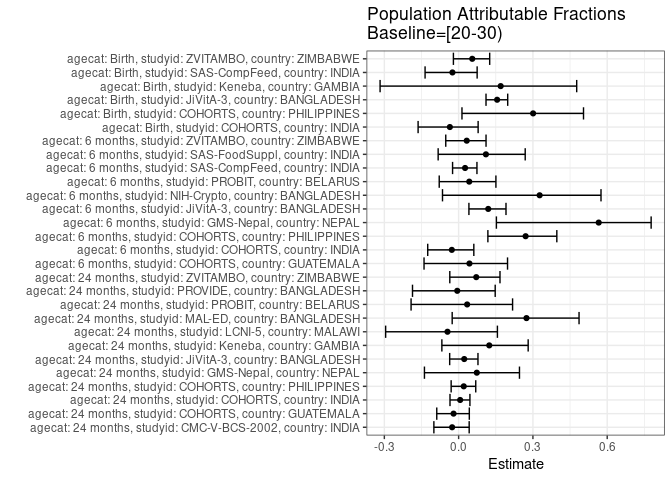 Population Attributable Fractions
Baseline=[20-30)
agecat: Birth, studyid: ZVITAMBO, country: ZIMBABWE
agecat: Birth, studyid: SAS-CompFeed, country: INDIA
agecat: Birth, studyid: Keneba, country: GAMBIA
agecat: Birth, studyid: JiVitA-3, country: BANGLADESH
agecat: Birth, studyid: COHORTS, country: PHILIPPINES
agecat: Birth, studyid: COHORTS, country: INDIA
agecat: 6 months, studyid: ZVITAMBO, country: ZIMBABWE
agecat: 6 months, studyid: SAS-FoodSuppl, country: INDIA
agecat: 6 months, studyid: SAS-CompFeed, country: INDIA
agecat: 6 months, studyid: PROBIT, country: BELARUS
agecat: 6 months, studyid: NIH-Crypto, country: BANGLADESH
agecat: 6 months, studyid: JiVitA-3, country: BANGLADESH
agecat: 6 months, studyid: GMS-Nepal, country: NEPAL
agecat: 6 months, studyid: COHORTS, country: PHILIPPINES
agecat: 6 months, studyid: COHORTS, country: INDIA
agecat: 6 months, studyid: COHORTS, country: GUATEMALA
agecat: 24 months, studyid: ZVITAMBO, country: ZIMBABWE
agecat: 24 months, studyid: PROVIDE, country: BANGLADESH
agecat: 24 months, studyid: PROBIT, country: BELARUS
agecat: 24 months, studyid: MAL-ED, country: BANGLADESH
agecat: 24 months, studyid: LCNI-5, country: MALAWI
agecat: 24 months, studyid: Keneba, country: GAMBIA
agecat: 24 months, studyid: JiVitA-3, country: BANGLADESH
agecat: 24 months, studyid: GMS-Nepal, country: NEPAL
agecat: 24 months, studyid: COHORTS, country: PHILIPPINES
agecat: 24 months, studyid: COHORTS, country: INDIA
agecat: 24 months, studyid: COHORTS, country: GUATEMALA
agecat: 24 months, studyid: CMC-V-BCS-2002, country: INDIA
-0.3 0.0 0.3 0.6
Estimate